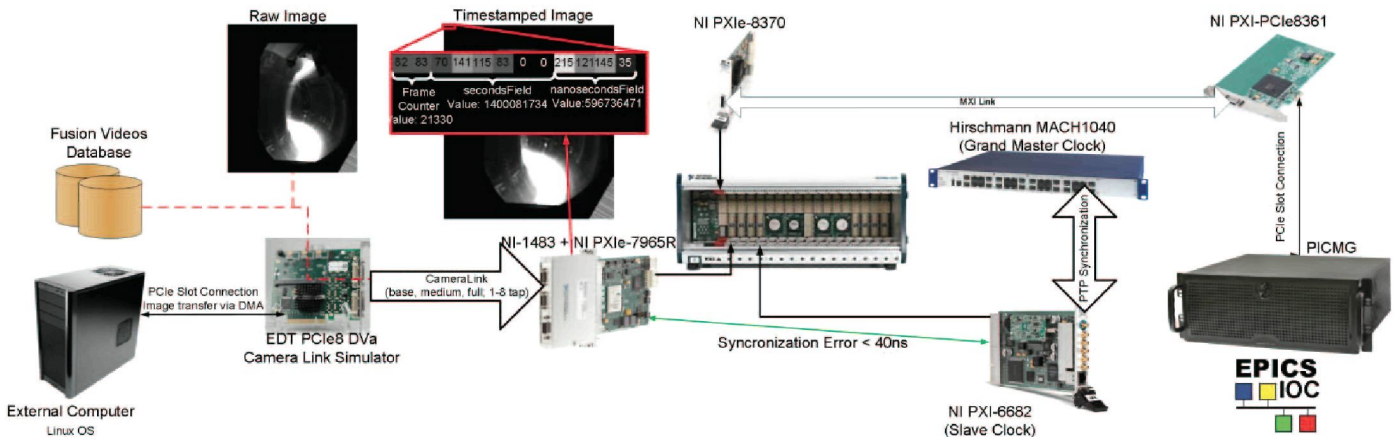 Raw Image
Timestamped Image
NI PXIe-8370
NI PXI-PCIe8361
82 83 70 141 115 83 0 0 215 121 145 35
Frame
Counter
Value: 21330
secondsField
Value: 1400081734
nanosecondsField
Value:596736471
MXI Link
Fusion Videos
Database
Hirschmann MACH1040
(Grand Master Clock)
PCIe Slot Connection
PTP Synchronization
PICMG
NI-1483 + NI PXIe-7965R
CameraLink
(base, medium, full; 1-8 tap)
PCIe Slot Connection
Image transfer via DMA
EDT PCIe8 DVa
Camera Link Simulator
Syncronization Error < 40ns
External Computer
Linux OS
NI PXI-6682
(Slave Clock)
EPICS
IOC